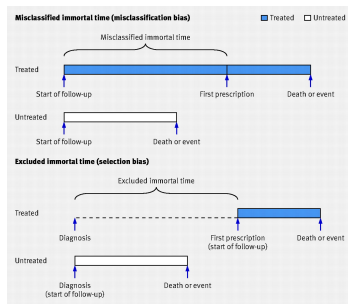 Misclassified immortal time (misclassification bias) Treated Untreated
Misclassified immortal time
Treated
Start of follow-up First prescription Death or event
Untreated
Start of follow-up Death or event
Excluded immortal time (selection bias)
Excluded immortal time
Treated
Diagnosis First prescription Death or event
(start of follow-up)
Untreated
Diagnosis Death or event
(start of follow-up)